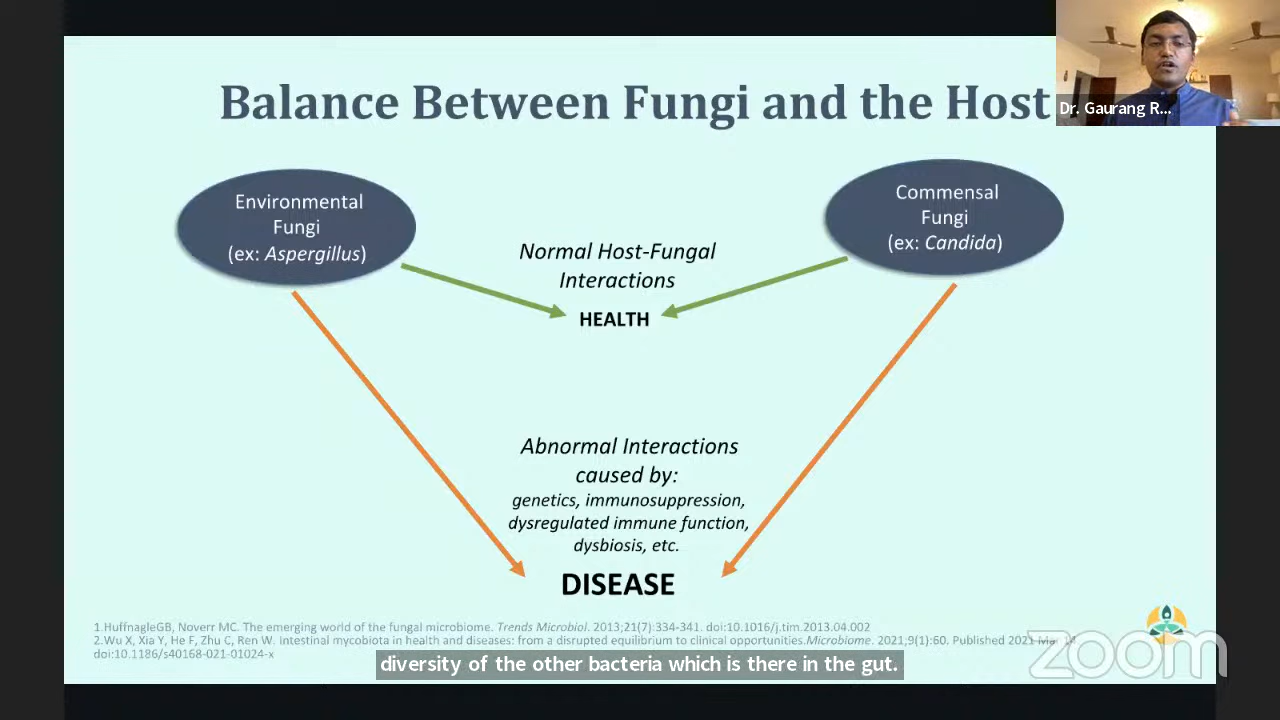 Balance Between Fungi and the Host
Dr. Gaurang R...
Environmental
Fungi
(ex: Aspergillus)
Commensal
Fungi
(ex: Candida)
Normal Host-Fungal
Interactions
HEALTH
Abnormal Interactions
caused by:
genetics, immunosuppression,
dysregulated immune function,
dysbiosis, etc.
DISEASE
1.HuffnagleGB, Noverr MC. The emerging world of the fungal microbiome. Trends Microbiol. 2013;21(7):334-341. doi:10.1016/j.tim.2013.04.002
2.Wu X, Xia Y, He F, Zhu C, Ren W. Intestinal mycobiota in health and diseases: from a disrupted equilibrium to clinical opportunities.Microbiome. 2021;9(1):60. Published 2021 Mar 14.
doi:10.1186/s40168-021-01024-x
diversity of the other bacteria which is there in the gut.
zoom